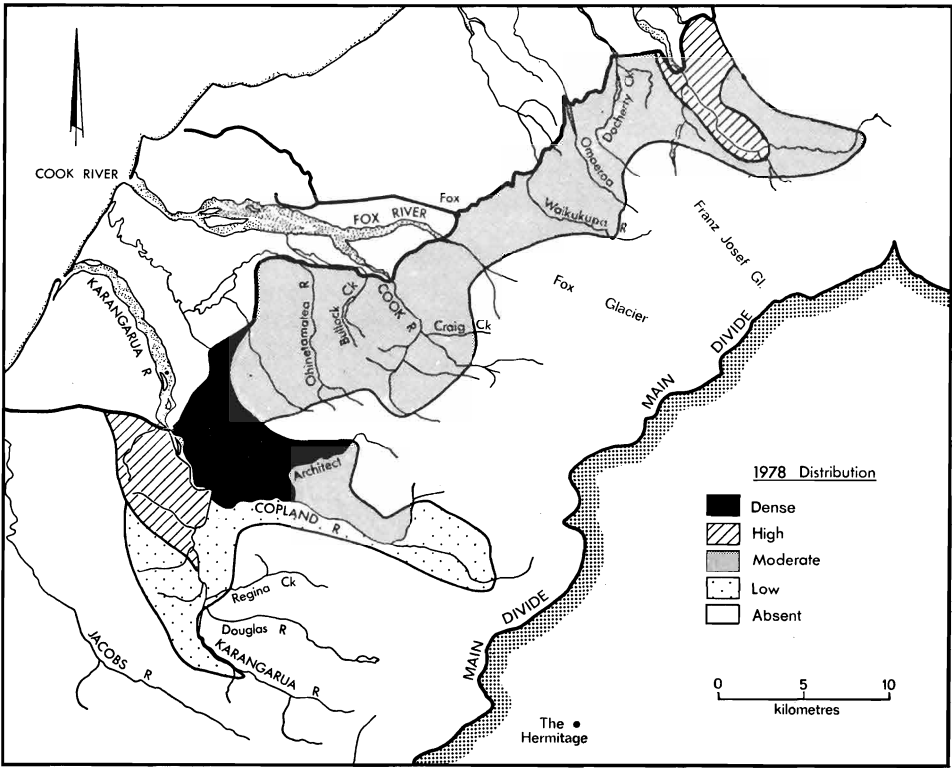 Docherty Ck
Omoeroa
COOK RIVER
Fox
FOX RIVER
Waikukupa R
Franz Josef Gl.
KARANGARUA R
Ohinetamatea R
Bullock Ck
COOK R
Craig Ck
Fox Glacier
MAIN DIVIDE
Architect
COPLAND R
Regina Ck
Douglas R
KARANGARUA R
JACOBS R
MAIN DIVIDE
The
Hermitage
1978 Distribution
Dense
High
Moderate
Low
Absent
0 5 10
kilometres